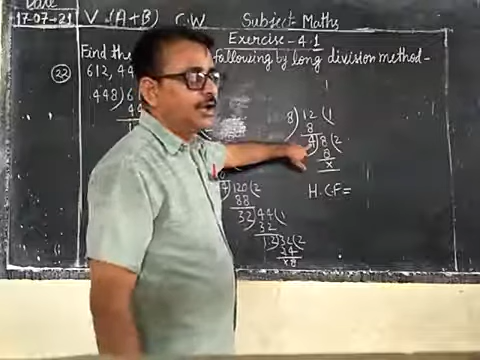 Date
17-07-21 V (A+B) C.W Subject Maths
Exercise - 4.1
Find the following by long division method-
22 612, 44
448) 6
8) 12 (1
8
4) 8 (2
8
x
H.C.F =
) 120 (2
88
32) 44 (1
32
12) 32 (2
24
x8